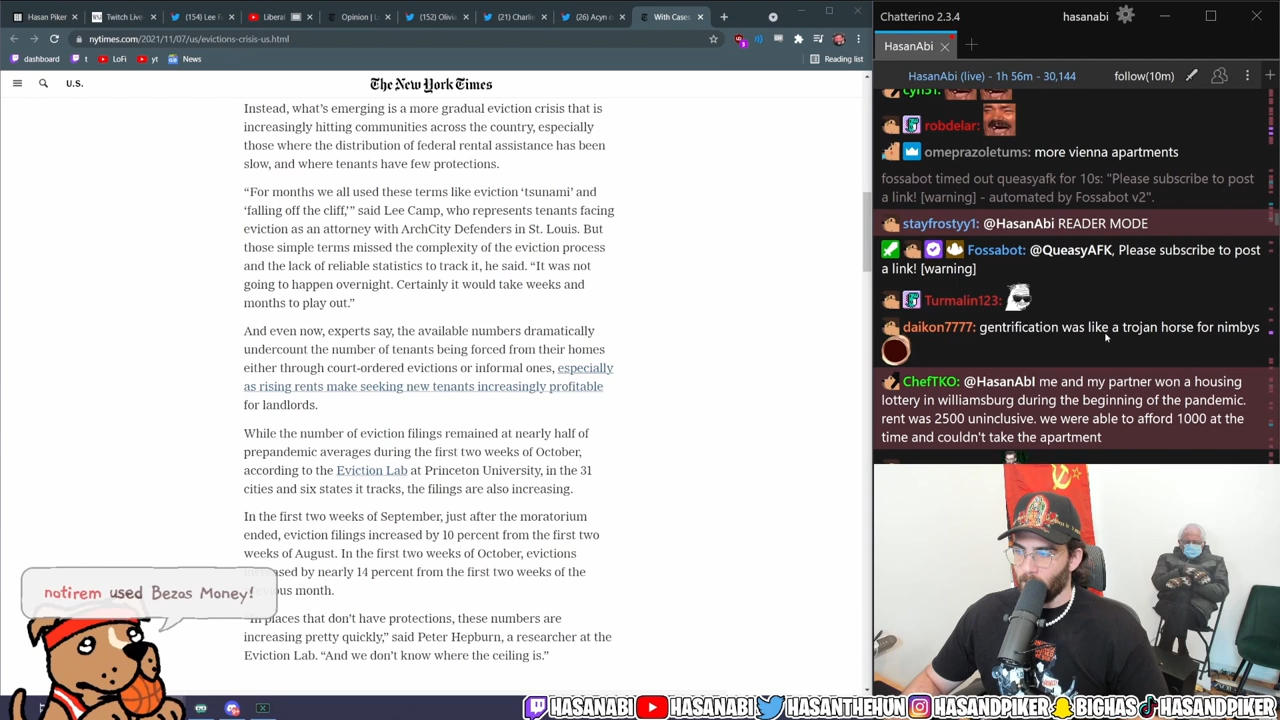 Hasan Piker
Twitch Live
(154) Lee F
Liberal
Opinion | L
(152) Olivi
(21) Charli
(26) Acyn o
With Cases
nytimes.com/2021/11/07/us/evictions-crisis-us.html
dashboard
t
LoFi
yt
News
Reading list
U.S.
The New York Times
Instead, what’s emerging is a more gradual eviction crisis that is
increasingly hitting communities across the country, especially
those where the distribution of federal rental assistance has been
slow, and where tenants have few protections.
“For months we all used these terms like eviction ‘tsunami’ and
‘falling off the cliff,’” said Lee Camp, who represents tenants facing
eviction as an attorney with ArchCity Defenders in St. Louis. But
those simple terms missed the complexity of the eviction process
and the lack of reliable statistics to track it, he said. “It was not
going to happen overnight. Certainly it would take weeks and
months to play out.”
And even now, experts say, the available numbers dramatically
undercount the number of tenants being forced from their homes
either through court-ordered evictions or informal ones, especially
as rising rents make seeking new tenants increasingly profitable
for landlords.
While the number of eviction filings remained at nearly half of
prepandemic averages during the first two weeks of October,
according to the Eviction Lab at Princeton University, in the 31
cities and six states it tracks, the filings are also increasing.
In the first two weeks of September, just after the moratorium
ended, eviction filings increased by 10 percent from the first two
weeks of August. In the first two weeks of October, evictions
increased by nearly 14 percent from the first two weeks of the
previous month.
“In places that don’t have protections, these numbers are
increasing pretty quickly,” said Peter Hepburn, a researcher at the
Eviction Lab. “And we don’t know where the ceiling is.”
notirem used Bezos Money!
Chatterino 2.3.4
hasanabi
HasanAbi
HasanAbi (live) - 1h 56m - 30,144
follow(10m)
cyn31:
robdelar:
omeprazoletums: more vienna apartments
fossabot timed out queasyafk for 10s: "Please subscribe to post
a link! [warning] - automated by Fossabot v2".
stayfrostyy1: @HasanAbi READER MODE
Fossabot: @QueasyAFK, Please subscribe to post
a link! [warning]
Turmalin123:
daikon7777: gentrification was like a trojan horse for nimbys
ChefTKO: @HasanAbI me and my partner won a housing
lottery in williamsburg during the beginning of the pandemic.
rent was 2500 uninclusive. we were able to afford 1000 at the
time and couldn't take the apartment
HASANABI
HASANABI
HASANTHEHUN
HASANDPIKER
BIGHAS
HASANDPIKER